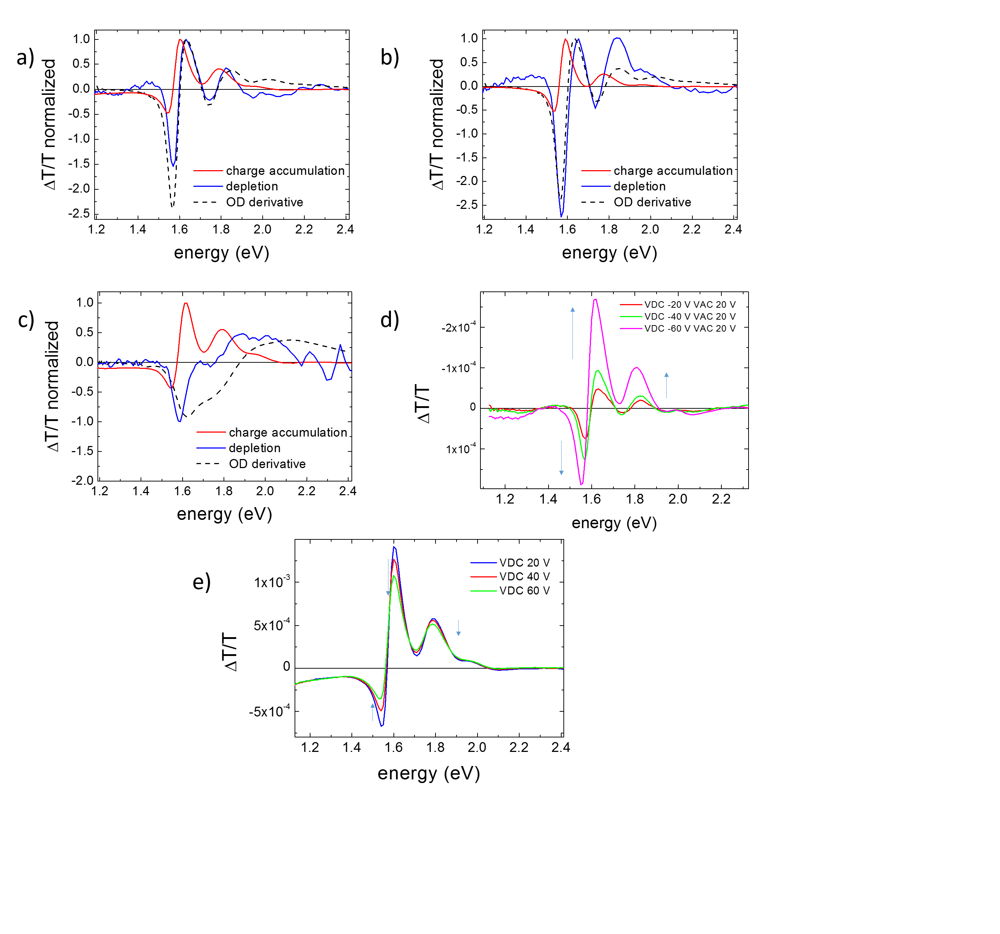 a)
ΔT/T normalized
1.0
0.5
0.0
-0.5
-1.0
-1.5
-2.0
-2.5
charge accumulation
depletion
OD derivative
1.2 1.4 1.6 1.8 2.0 2.2 2.4
energy (eV)
b)
ΔT/T normalized
1.0
0.5
0.0
-0.5
-1.0
-1.5
-2.0
-2.5
charge accumulation
depletion
OD derivative
1.2 1.4 1.6 1.8 2.0 2.2 2.4
energy (eV)
c)
ΔT/T normalized
1.0
0.5
0.0
-0.5
-1.0
-1.5
-2.0
charge accumulation
depletion
OD derivative
1.2 1.4 1.6 1.8 2.0 2.2 2.4
energy (eV)
d)
ΔT/T
-2x10⁻⁴
-1x10⁻⁴
0
1x10⁻⁴
VDC -20 V VAC 20 V
VDC -40 V VAC 20 V
VDC -60 V VAC 20 V
1.2 1.4 1.6 1.8 2.0 2.2
energy (eV)
e)
ΔT/T
1x10⁻³
5x10⁻⁴
0
-5x10⁻⁴
VDC 20 V
VDC 40 V
VDC 60 V
1.2 1.4 1.6 1.8 2.0 2.2 2.4
energy (eV)